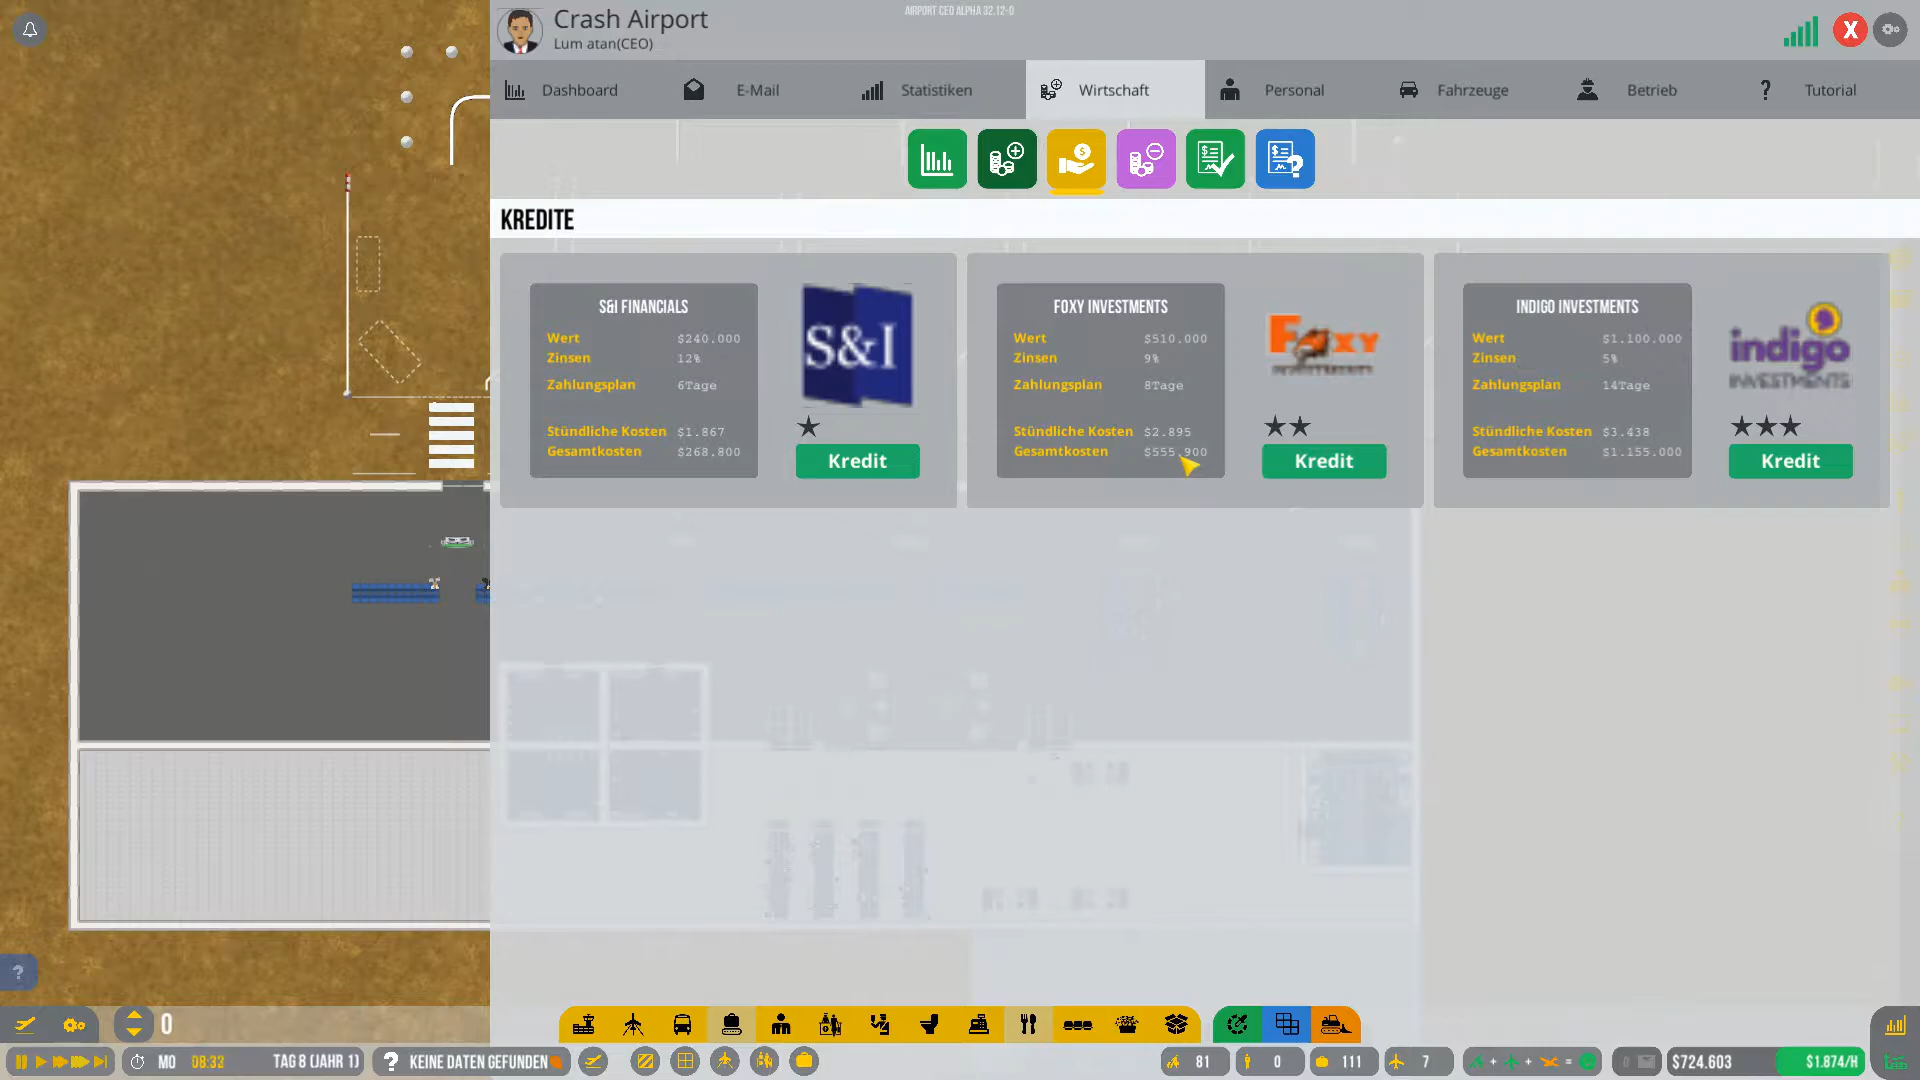 AIRPORT CEO ALPHA 32.12-0
Crash Airport
Lum atan(CEO)
X
Dashboard
E-Mail
Statistiken
Wirtschaft
Personal
Fahrzeuge
Betrieb
? Tutorial
KREDITE
S&I FINANCIALS
Wert $240.000
Zinsen 12%
Zahlungsplan 6Tage
Stündliche Kosten $1.867
Gesamtkosten $268.800
S&I
Kredit
FOXY INVESTMENTS
Wert $510.000
Zinsen 9%
Zahlungsplan 8Tage
Stündliche Kosten $2.895
Gesamtkosten $555.900
Foxy
INVESTMENTS
Kredit
INDIGO INVESTMENTS
Wert $1.100.000
Zinsen 5%
Zahlungsplan 14Tage
Stündliche Kosten $3.438
Gesamtkosten $1.155.000
indigo
INVESTMENTS
Kredit
?
0
MO 08:32 TAG 8 (JAHR 1)
? KEINE DATEN GEFUNDEN
81
0
111
7
+ + =
0
$724.603
$1.874/H